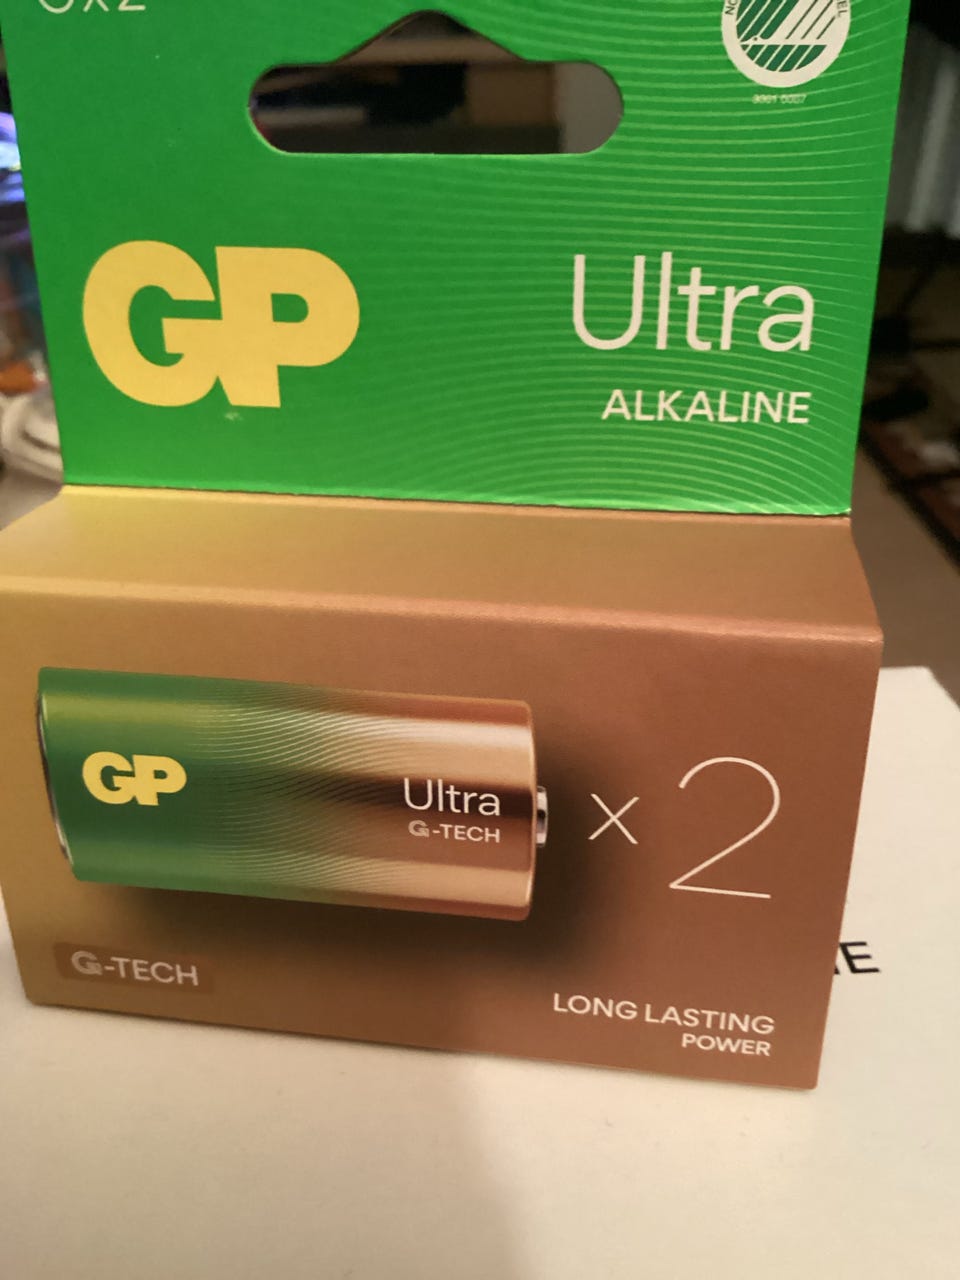 GP
Ultra
ALKALINE
GP
Ultra
G-TECH
x 2
G-TECH
LONG LASTING
POWER